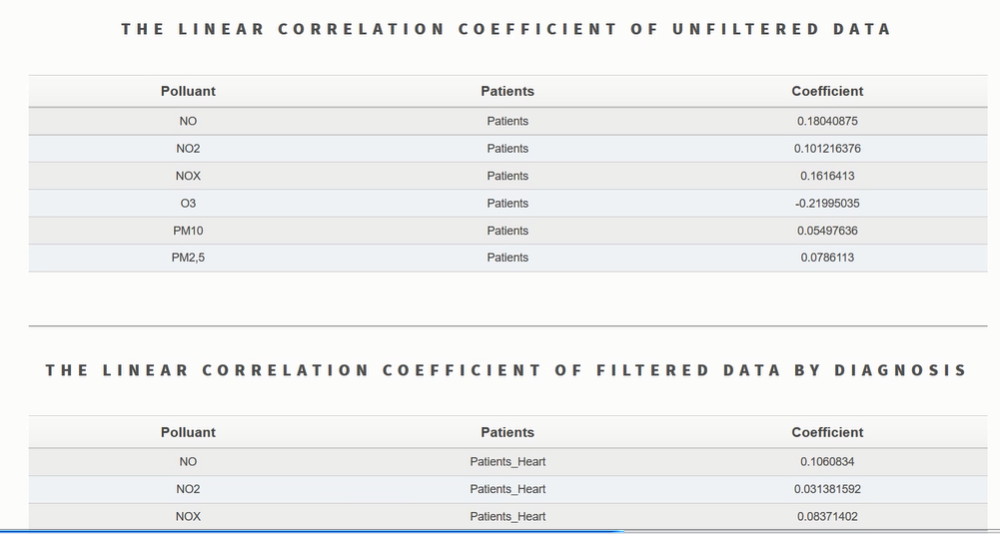 THE LINEAR CORRELATION COEFFICIENT OF UNFILTERED DATA
Polluant Patients Coefficient
NO Patients 0.18040875
NO2 Patients 0.101216376
NOX Patients 0.1616413
O3 Patients -0.21995035
PM10 Patients 0.05497636
PM2,5 Patients 0.0786113
THE LINEAR CORRELATION COEFFICIENT OF FILTERED DATA BY DIAGNOSIS
Polluant Patients Coefficient
NO Patients_Heart 0.1060834
NO2 Patients_Heart 0.031381592
NOX Patients_Heart 0.08371402